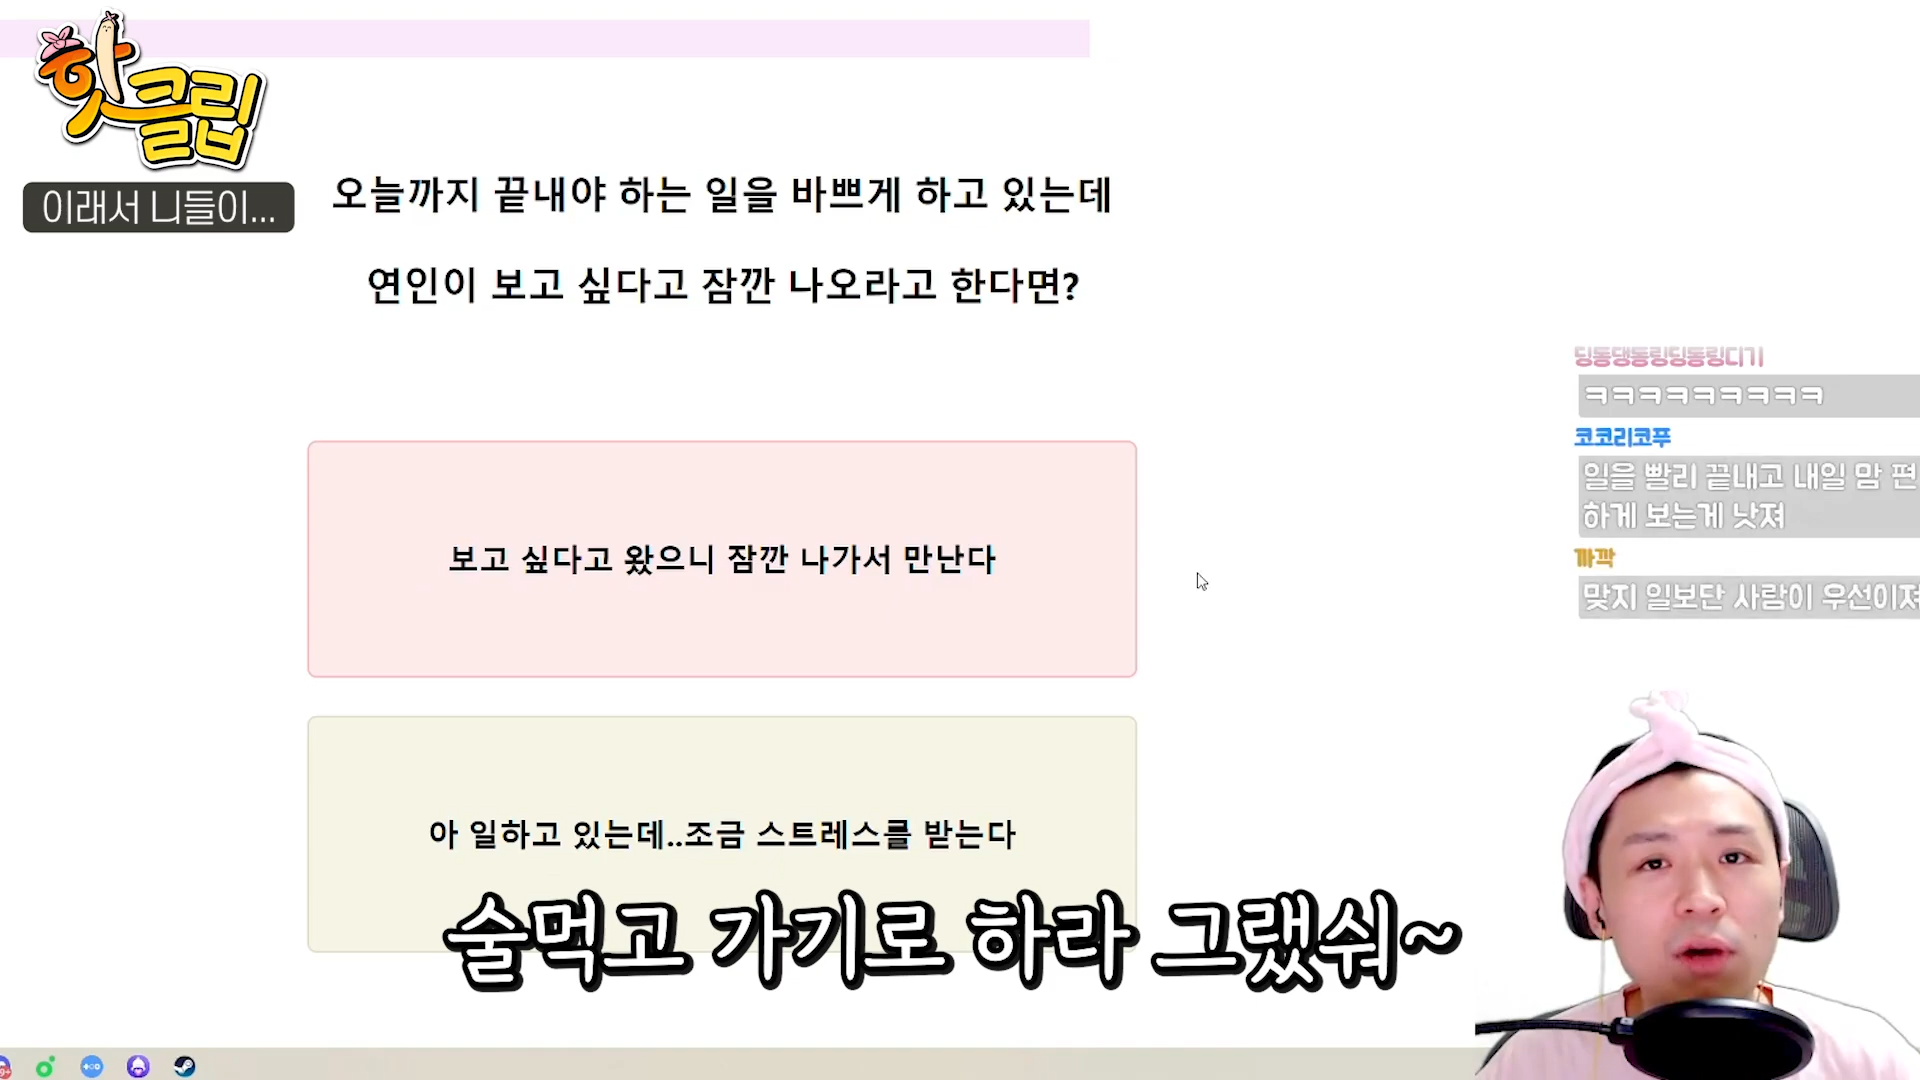 핫클립
이래서 니들이...
오늘까지 끝내야 하는 일을 바쁘게 하고 있는데
연인이 보고 싶다고 잠깐 나오라고 한다면?
보고 싶다고 왔으니 잠깐 나가서 만난다
아 일하고 있는데..조금 스트레스를 받는다
딩동댕동링딩동링디기
ㅋㅋㅋㅋㅋㅋㅋㅋㅋ
코코리코푸
일을 빨리 끝내고 내일 맘 편
하게 보는게 낫져
까깍
맞지 일보단 사람이 우선이져
술먹고 가기로 하라 그랬숴~